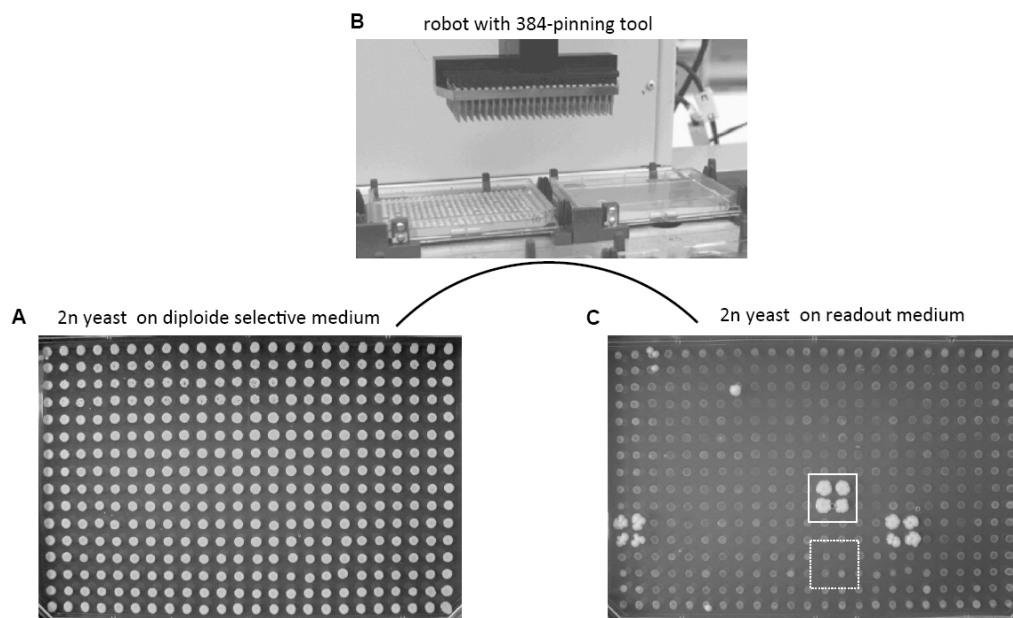 B robot with 384-pinning tool
A 2n yeast on diploide selective medium
C 2n yeast on readout medium